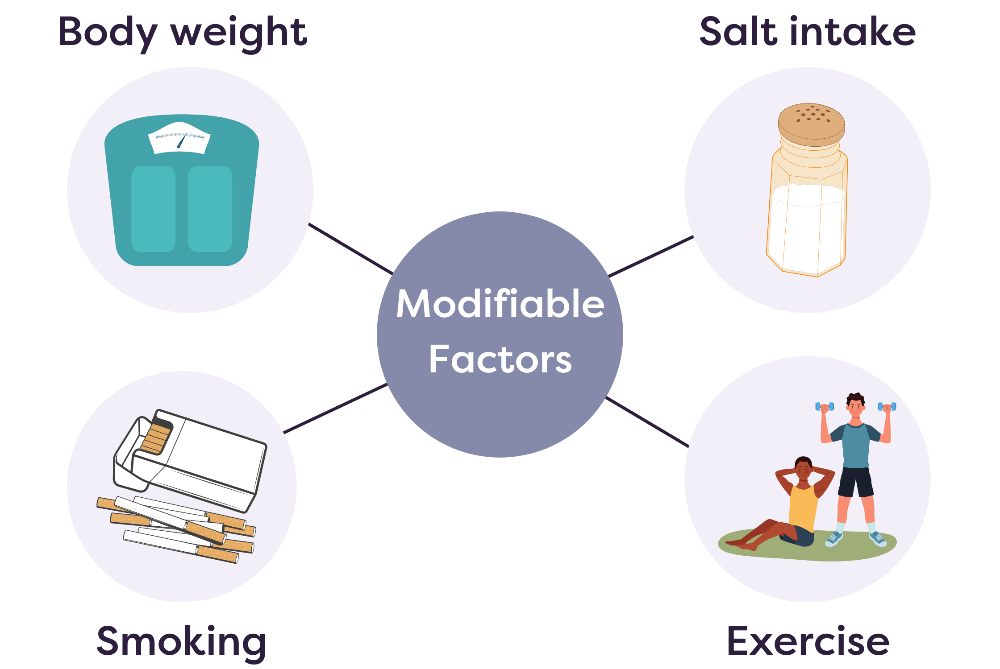 Body weight
Salt intake
Modifiable
Factors
Smoking
Exercise